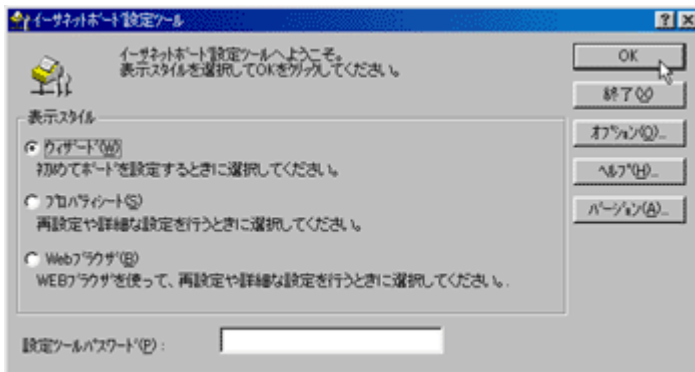 イーサネットボード設定ツール
イーサネットボード設定ツールへようこそ。
表示スタイルを選択してOKをクリックしてください。
OK
終了(X)
オプション(O)...
ヘルプ(H)...
バージョン(A)...
表示スタイル
ウィザード(W)
初めてボードを設定するときに選択してください。
プロパティシート(S)
再設定や詳細な設定を行うときに選択してください。
Webブラウザ(B)
WEBブラウザを使って、再設定や詳細な設定を行うときに選択してください。.
設定ツールパスワード(P) :